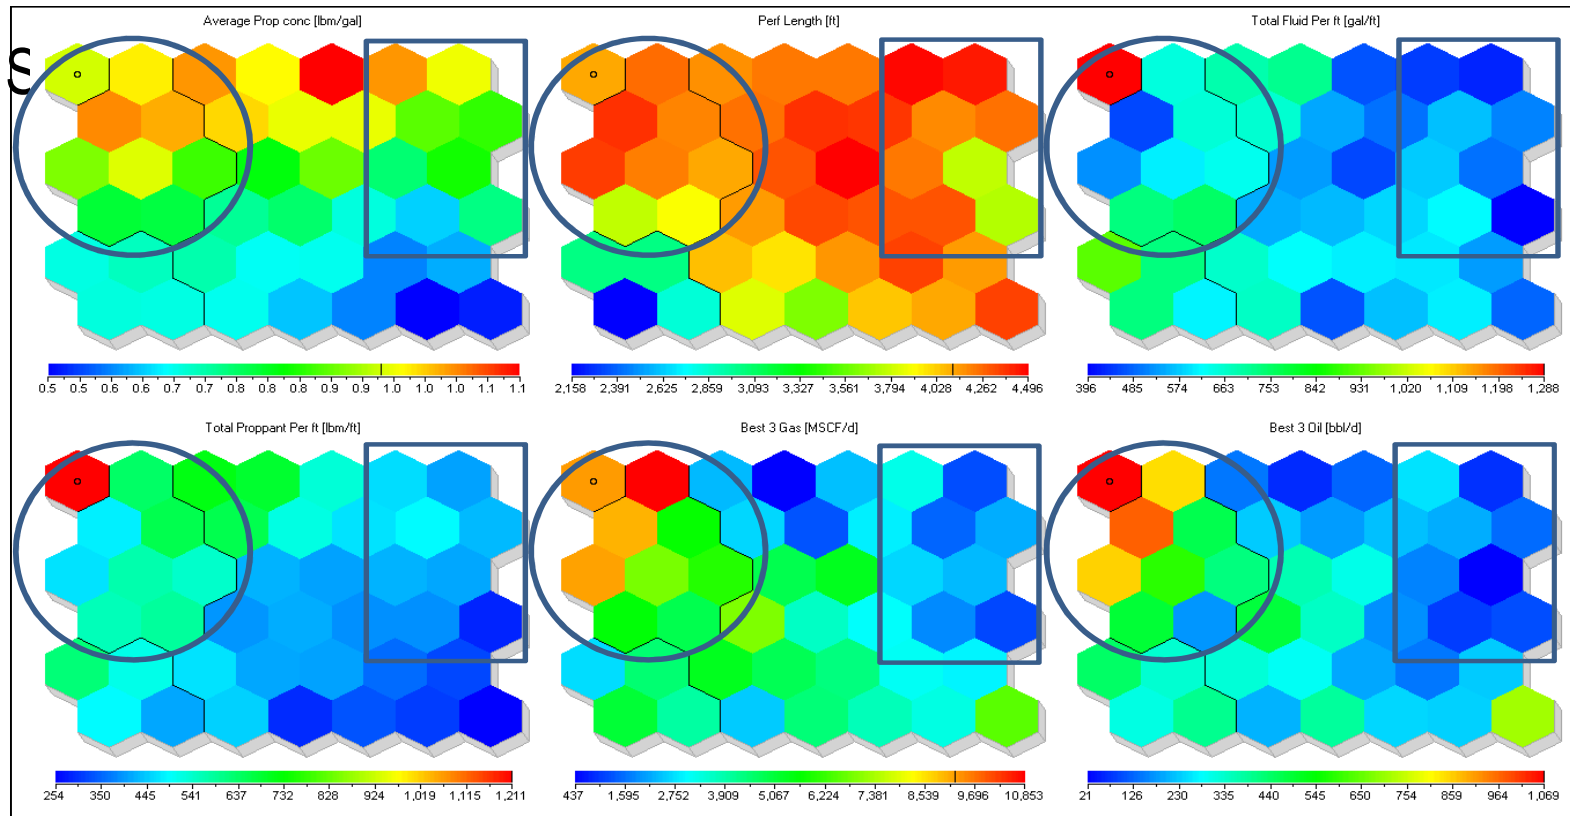 Average Prop conc [lbm/gal]
Perf Length [ft]
Total Fluid Per ft [gal/ft]
S
0.5 0.5 0.6 0.6 0.7 0.7 0.8 0.8 0.9 0.9 1.0 1.0 1.0 1.1 1.1
2,158 2,391 2,625 2,859 3,093 3,327 3,561 3,794 4,028 4,262 4,496
396 485 574 663 753 842 931 1,020 1,109 1,198 1,288
Total Proppant Per ft [lbm/ft]
Best 3 Gas [MSCF/d]
Best 3 Oil [bbl/d]
254 350 445 541 637 732 828 924 1,019 1,115 1,211
437 1,595 2,752 3,909 5,067 6,224 7,381 8,539 9,696 10,853
21 126 230 335 440 545 650 754 859 964 1,069